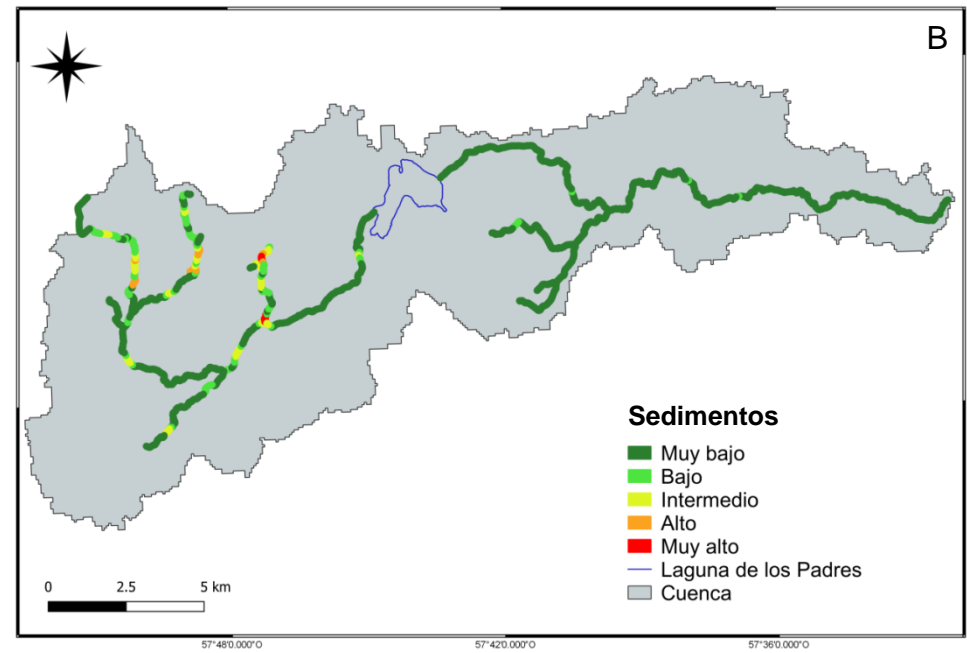 B
Sedimentos
Muy bajo
Bajo
Intermedio
Alto
Muy alto
Laguna de los Padres
Cuenca
0 2.5 5 km
57°48'0.000"O 57°42'0.000"O 57°36'0.000"O